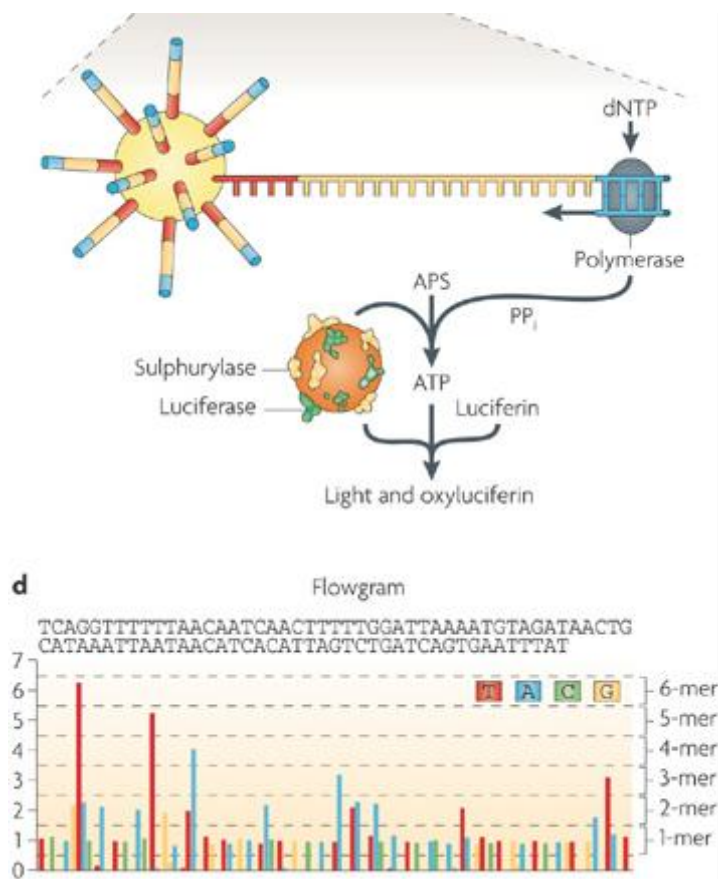 dNTP
Polymerase
APS
PPi
Sulphurylase
Luciferase
ATP
Luciferin
Light and oxyluciferin
d
Flowgram
TCAGGTTTTTTAACAATCAACTTTTTGGATTAAAATGTAGATAACTG
CATAAATTAATAACATCACATTAGTCTGATCAGTGAATTTAT
7
6
5
4
3
2
1
0
T A C G
6-mer
5-mer
4-mer
3-mer
2-mer
1-mer